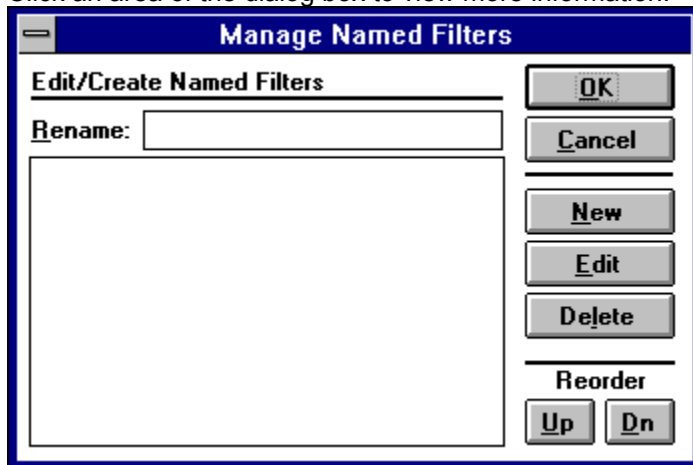 Click an area of the dialog box to view more information.
Manage Named Filters
Edit/Create Named Filters
OK
Rename:
Cancel
New
Edit
Delete
Reorder
Up Dn